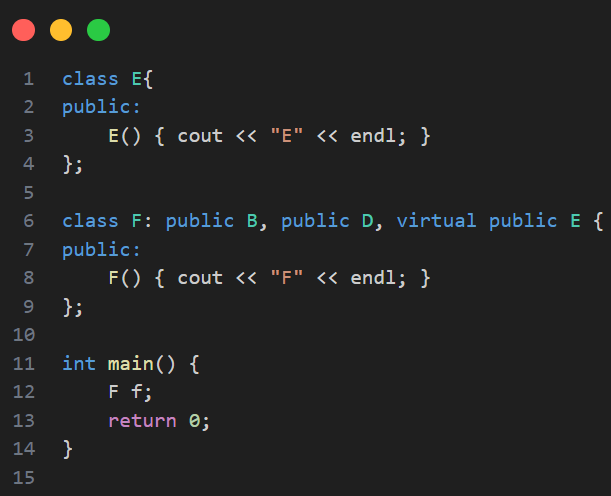 1 class E{
2 public:
3     E() { cout << "E" << endl; }
4 };
5
6 class F: public B, public D, virtual public E {
7 public:
8     F() { cout << "F" << endl; }
9 };
10
11 int main() {
12     F f;
13     return 0;
14 }
15